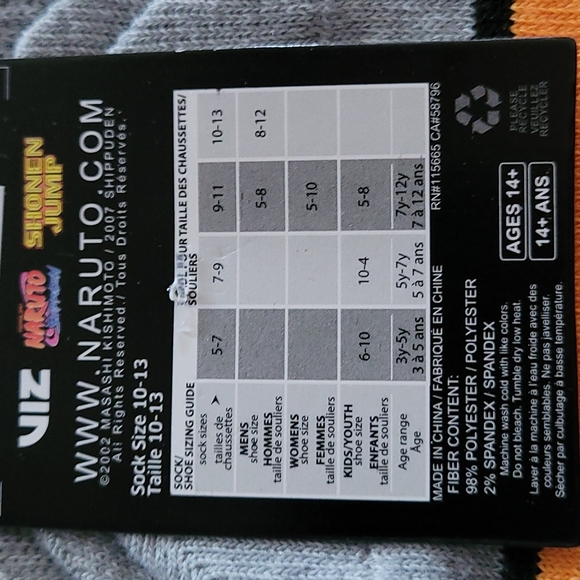 VIZ
NARUTO
SHIPPUDEN
SHONEN
JUMP
WWW.NARUTO.COM
©2002 MASASHI KISHIMOTO / 2007 SHIPPUDEN
All Rights Reserved./ Tous Droits Réservés.
Sock Size 10-13
Taille 10-13
SOCK/ POUR TAILLE DES CHAUSSETTES/
SHOE SIZING GUIDE SOULIERS
sock sizes
tailles de chaussettes 5-7 7-9 9-11 10-13
MENS
shoe size
HOMMES
taille de souliers 5-8 8-12
WOMENS
shoe size
FEMMES
taille de souliers 5-10
KIDS/YOUTH
shoe size
ENFANTS
taille de souliers 6-10 10-4 5-8
Age range 3y-5y 5y-7y 7y-12y
Âge 3 à 5 ans 5 à 7 ans 7 à 12 ans
MADE IN CHINA / FABRIQUÉ EN CHINE RN#115665 CA#58796
FIBER CONTENT:
98% POLYESTER / POLYESTER
2% SPANDEX / SPANDEX
Machine wash cold with like colors.
Do not bleach. Tumble dry low heat.
Laver à la machine à l'eau froide avec des
couleurs semblables. Ne pas javelliser.
Sécher par culbutage à basse température.
AGES 14+
14+ ANS
PLEASE
RECYCLE
VEUILLEZ
RECYCLER